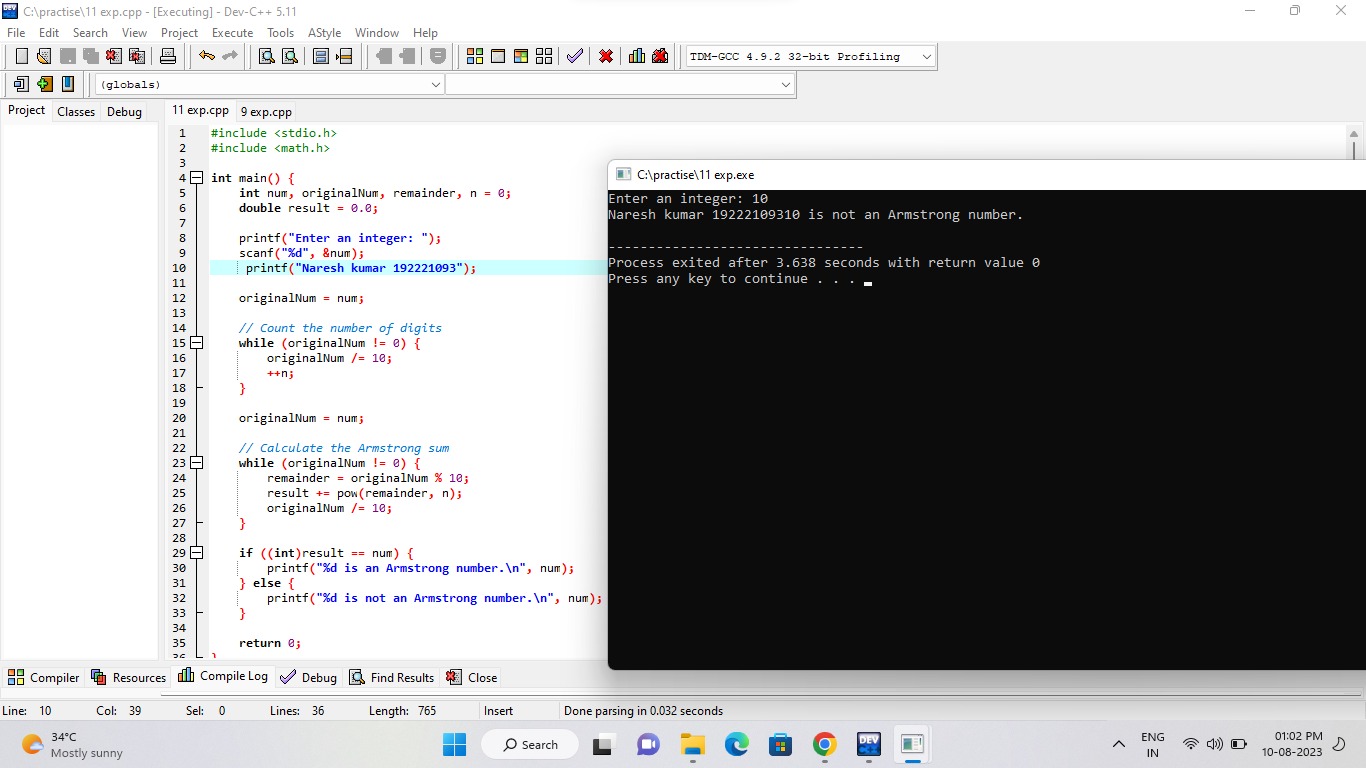 C:\practise\11 exp.cpp - [Executing] - Dev-C++ 5.11
File Edit Search View Project Execute Tools AStyle Window Help
TDM-GCC 4.9.2 32-bit Profiling
(globals)
Project Classes Debug 11 exp.cpp 9 exp.cpp
1 #include <stdio.h>
2 #include <math.h>
3
4 int main() {
5 int num, originalNum, remainder, n = 0;
6 double result = 0.0;
7
8 printf("Enter an integer: ");
9 scanf("%d", &num);
10 printf("Naresh kumar 192221093");
11
12 originalNum = num;
13
14 // Count the number of digits
15 while (originalNum != 0) {
16 originalNum /= 10;
17 ++n;
18 }
19
20 originalNum = num;
21
22 // Calculate the Armstrong sum
23 while (originalNum != 0) {
24 remainder = originalNum % 10;
25 result += pow(remainder, n);
26 originalNum /= 10;
27 }
28
29 if ((int)result == num) {
30 printf("%d is an Armstrong number.\n", num);
31 } else {
32 printf("%d is not an Armstrong number.\n", num);
33 }
34
35 return 0;
36 }
C:\practise\11 exp.exe
Enter an integer: 10
Naresh kumar 19222109310 is not an Armstrong number.
--------------------------------
Process exited after 3.638 seconds with return value 0
Press any key to continue . . .
Compiler Resources Compile Log Debug Find Results Close
Line: 10 Col: 39 Sel: 0 Lines: 36 Length: 765 Insert Done parsing in 0.032 seconds
34°C
Mostly sunny
Search
DEV
ENG
IN
01:02 PM
10-08-2023